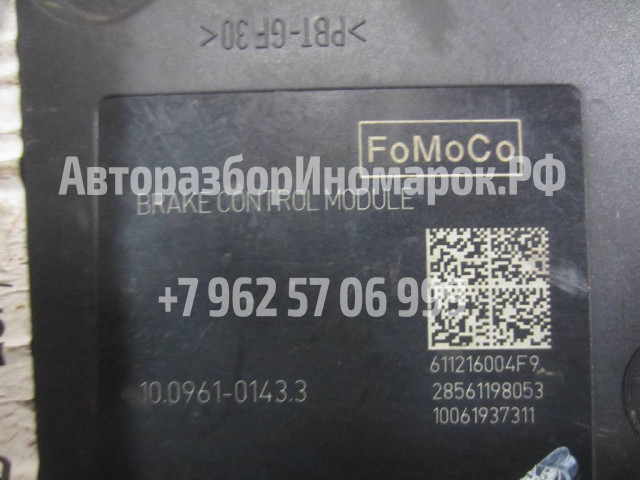 >PBT-GF30<
FoMoCo
АвторазборИномарок.РФ
BRAKE CONTROL MODULE
+7 962 57 06 99
611216004F9
10.0961-0143.3
28561198053
10061937311